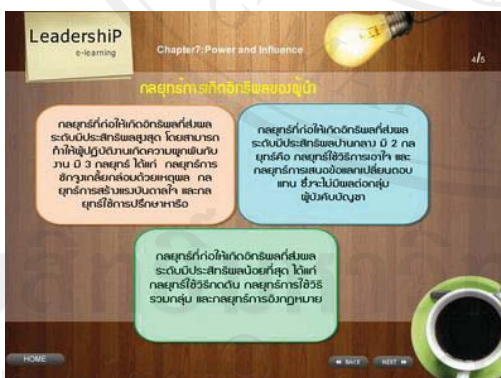 LeadershiP
e-learning
Chapter7:Power and Influence
4/5
กลยุทธ์การเกิดอิทธิพลของผู้นำ
กลยุทธ์ที่ก่อให้เกิดอิทธิพลที่ส่งผล
ระดับมีประสิทธิผลสูงสุด โดยสามารถ
ทำให้ผู้ปฏิบัติงานเกิดความผูกพันกับ
งาน มี 3 กลยุทธ์ ได้แก่ กลยุทธ์การ
ชักจูงเกลี้ยกล่อมด้วยเหตุผล กล
ยุทธ์การสร้างแรงบันดาลใจ และกล
ยุทธ์ใช้การปรึกษาหารือ
กลยุทธ์ที่ก่อให้เกิดอิทธิพลที่ส่งผล
ระดับมีประสิทธิผลปานกลาง มี 2 กล
ยุทธ์คือ กลยุทธ์ใช้วิธีการเอาใจ และ
กลยุทธ์การเสนอข้อแลกเปลี่ยนตอบ
แทน ซึ่งจะไม่มีผลต่อกลุ่ม
ผู้บังคับบัญชา
กลยุทธ์ที่ก่อให้เกิดอิทธิพลที่ส่งผล
ระดับมีประสิทธิผลน้อยที่สุด ได้แก่
กลยุทธ์ใช้วิธีกดดัน กลยุทธ์การใช้วิธี
รวมกลุ่ม และกลยุทธ์การอิงกฎหมาย
HOME
BACK
NEXT